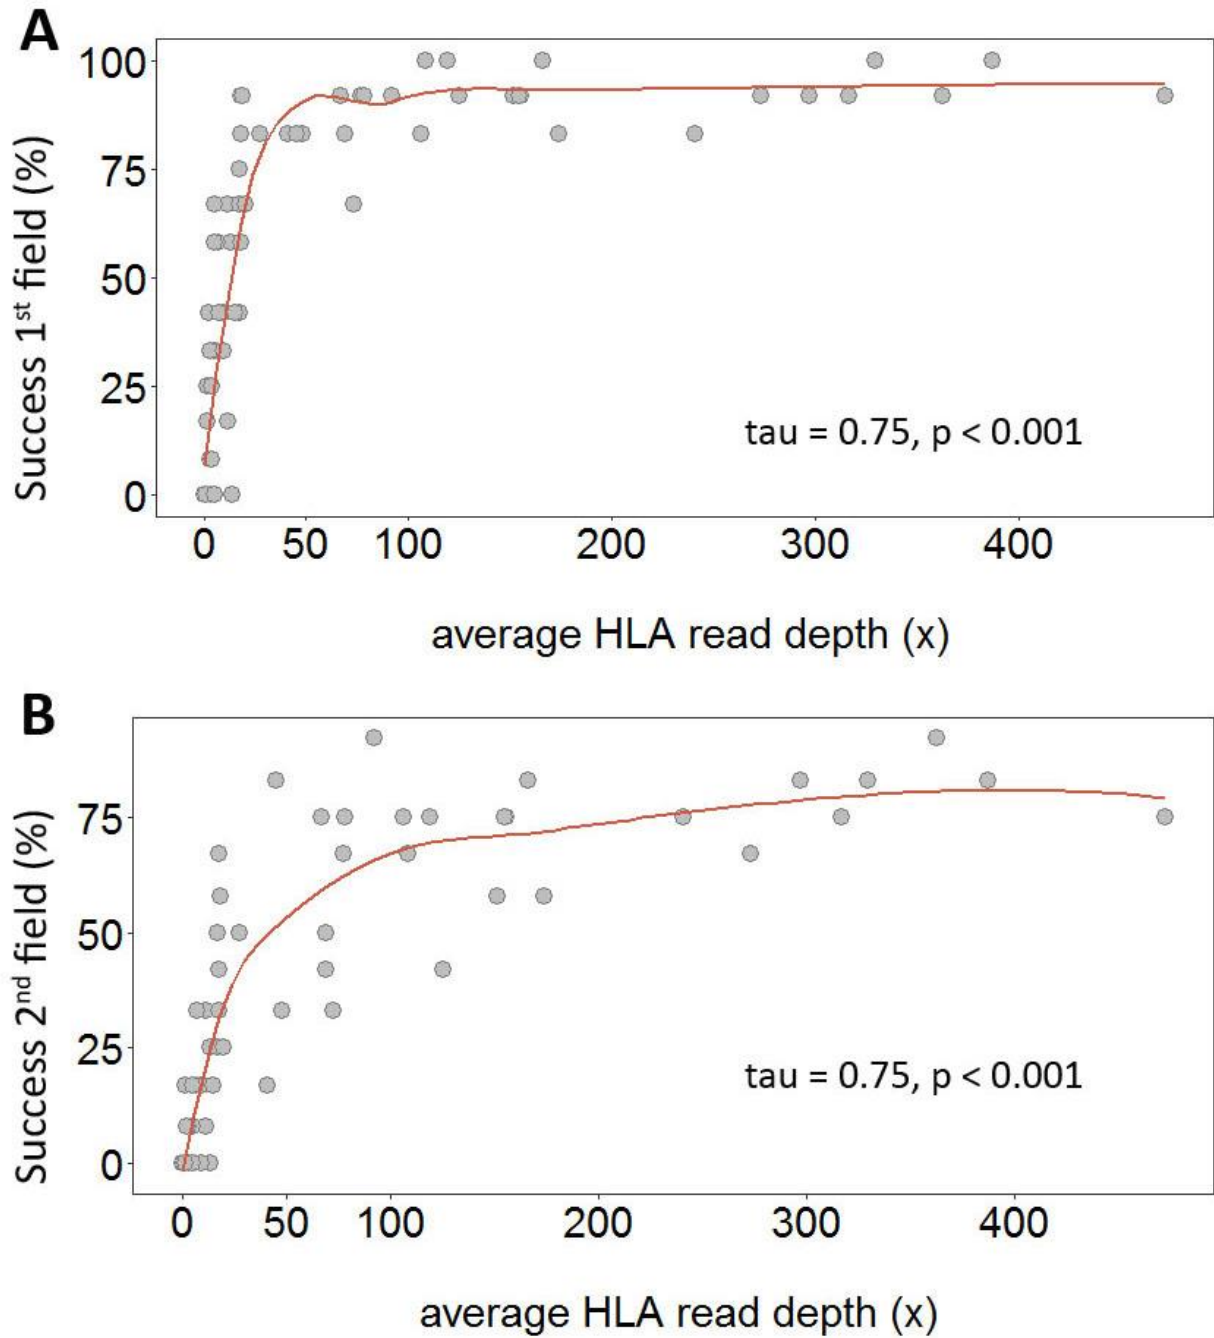 A
100
75
50
25
0
Success 1st field (%)
tau = 0.75, p < 0.001
0 50 100 200 300 400
average HLA read depth (x)
B
75
50
25
0
Success 2nd field (%)
tau = 0.75, p < 0.001
0 50 100 200 300 400
average HLA read depth (x)